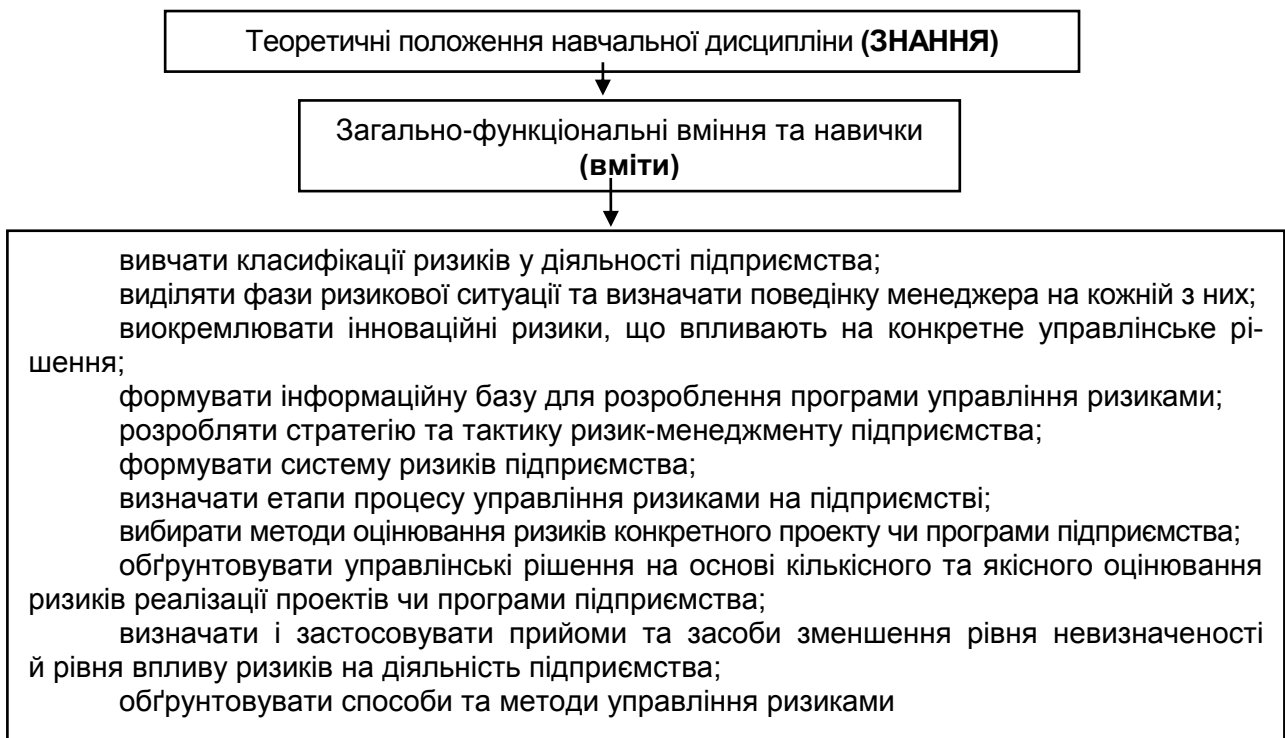 Теоретичні положення навчальної дисципліни (ЗНАННЯ)
Загально-функціональні вміння та навички
(вміти)
вивчати класифікації ризиків у діяльності підприємства;
виділяти фази ризикової ситуації та визначати поведінку менеджера на кожній з них;
виокремлювати інноваційні ризики, що впливають на конкретне управлінське рі-
шення;
формувати інформаційну базу для розроблення програми управління ризиками;
розробляти стратегію та тактику ризик-менеджменту підприємства;
формувати систему ризиків підприємства;
визначати етапи процесу управління ризиками на підприємстві;
вибирати методи оцінювання ризиків конкретного проекту чи програми підприємства;
обґрунтовувати управлінські рішення на основі кількісного та якісного оцінювання
ризиків реалізації проектів чи програми підприємства;
визначати і застосовувати прийоми та засоби зменшення рівня невизначеності
й рівня впливу ризиків на діяльність підприємства;
обґрунтовувати способи та методи управління ризиками